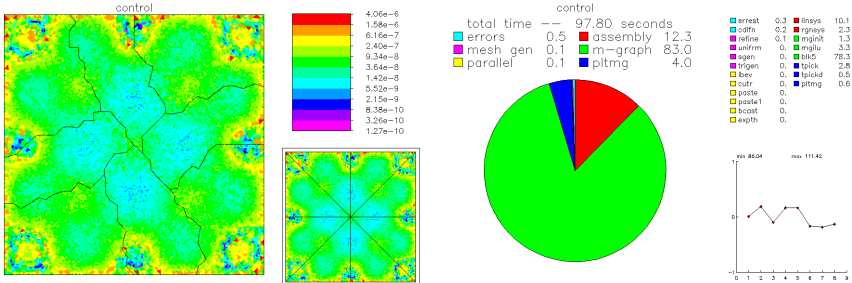 control
4.06e-6
1.58e-6
6.15e-7
2.40e-7
9.34e-8
3.64e-8
1.42e-8
5.52e-9
2.15e-9
8.38e-10
3.26e-10
1.27e-10
control
total time -- 97.80 seconds
errors 0.5 assembly 12.3
mesh gen 0.1 m-graph 83.0
parallel 0.1 pltmg 4.0
errest 0.3 linsys 10.1
cdlfn 0.2 rgnsys 2.3
refine 0.1 mginit 1.3
unifrm 0. mgilu 3.3
sgen 0. blk5 78.3
trigen 0. tpick 2.8
lbev 0. tpickd 0.5
cutr 0. pltmg 0.6
paste 0.
paste1 0.
bcast 0.
expth 0.
min 86.04 max 111.42
1
0
-1
0 1 2 3 4 5 6 7 8 9